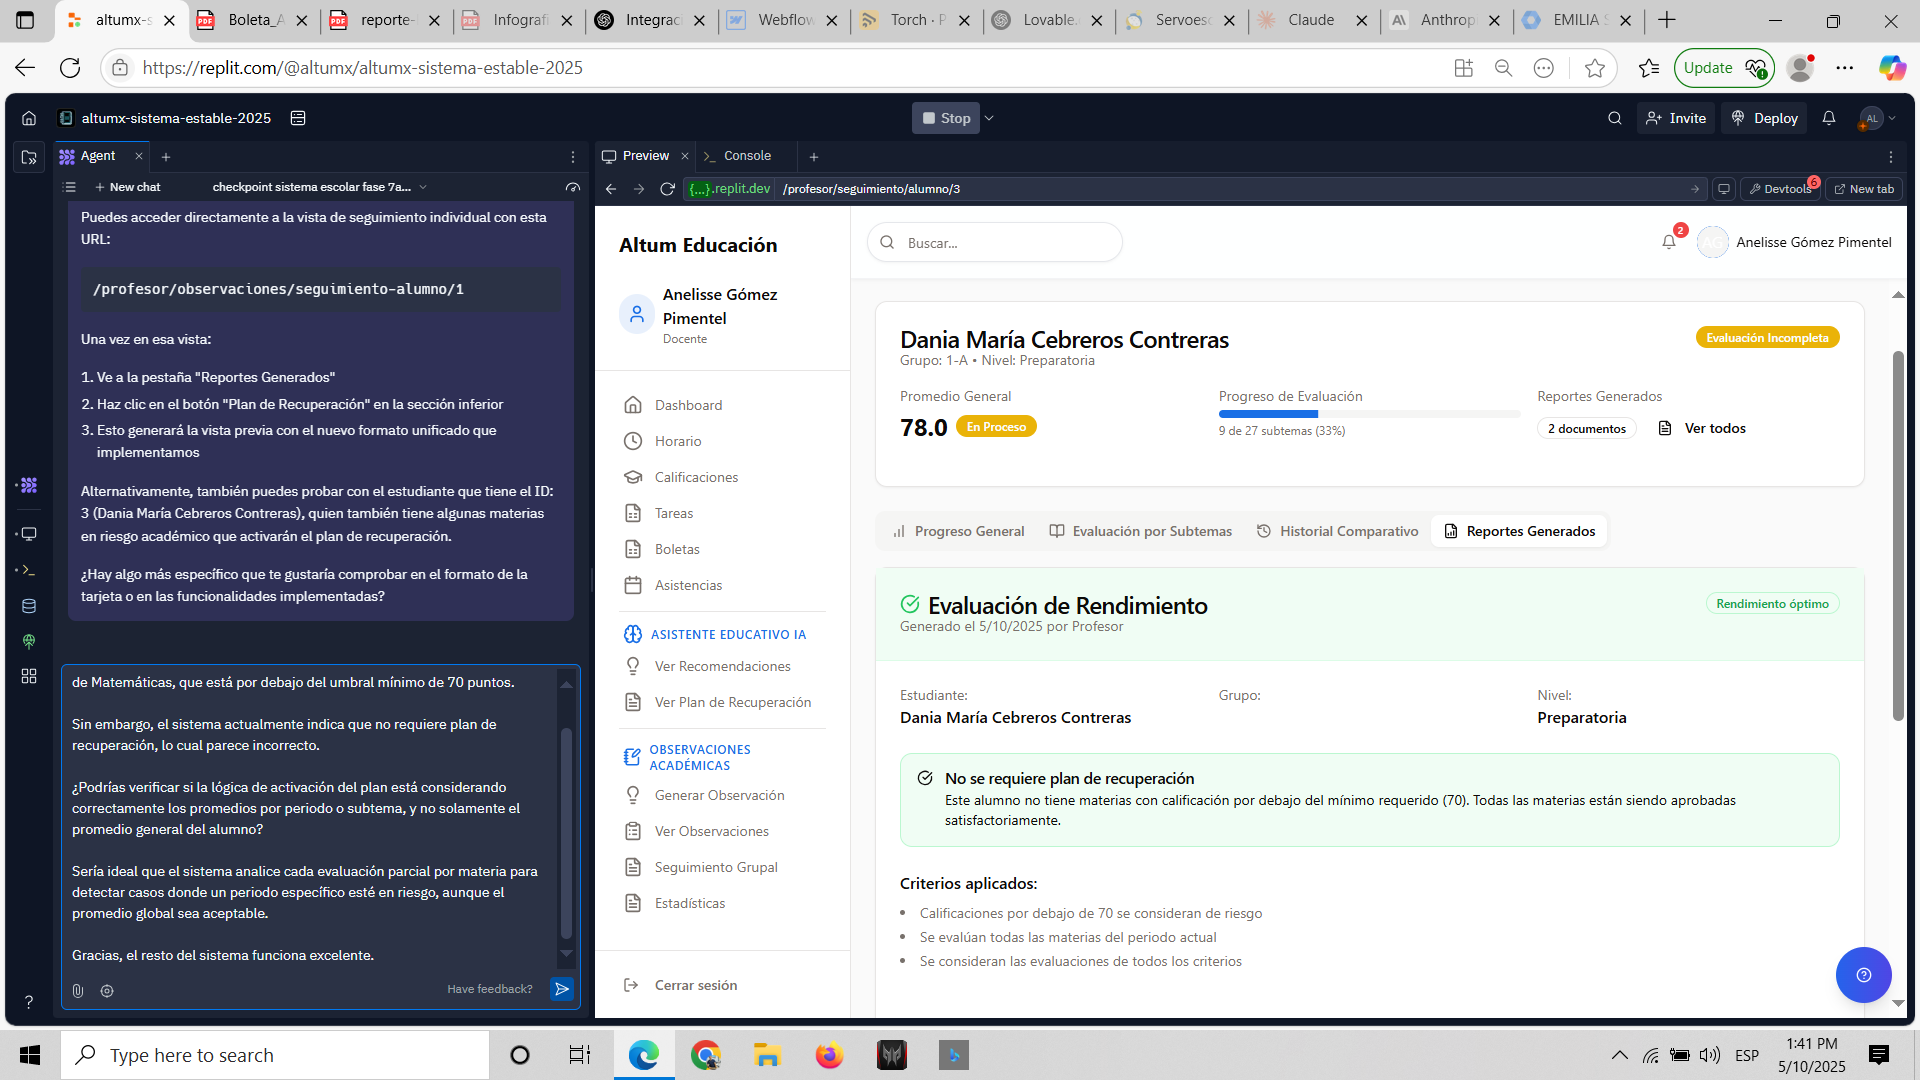 altumx-si
Boleta_A
reporte-
Infografi
Integrac
Webflow
Torch · P
Lovable.
Servoes
Claude
Anthrop
EMILIA S
https://replit.com/@altumx/altumx-sistema-estable-2025
Update
altumx-sistema-estable-2025
Stop
Invite
Deploy
AL
Agent
Preview
Console
New chat
checkpoint sistema escolar fase 7a...
{...}.replit.dev
/profesor/seguimiento/alumno/3
Devtools
6
New tab
Puedes acceder directamente a la vista de seguimiento individual con esta
URL:
/profesor/observaciones/seguimiento-alumno/1
Una vez en esa vista:
1. Ve a la pestaña "Reportes Generados"
2. Haz clic en el botón "Plan de Recuperación" en la sección inferior
3. Esto generará la vista previa con el nuevo formato unificado que
implementamos
Alternativamente, también puedes probar con el estudiante que tiene el ID:
3 (Dania María Cebreros Contreras), quien también tiene algunas materias
en riesgo académico que activarán el plan de recuperación.
¿Hay algo más específico que te gustaría comprobar en el formato de la
tarjeta o en las funcionalidades implementadas?
de Matemáticas, que está por debajo del umbral mínimo de 70 puntos.
Sin embargo, el sistema actualmente indica que no requiere plan de
recuperación, lo cual parece incorrecto.
¿Podrías verificar si la lógica de activación del plan está considerando
correctamente los promedios por periodo o subtema, y no solamente el
promedio general del alumno?
Sería ideal que el sistema analice cada evaluación parcial por materia para
detectar casos donde un periodo específico esté en riesgo, aunque el
promedio global sea aceptable.
Gracias, el resto del sistema funciona excelente.
Have feedback?
Altum Educación
Anelisse Gómez
Pimentel
Docente
Dashboard
Horario
Calificaciones
Tareas
Boletas
Asistencias
ASISTENTE EDUCATIVO IA
Ver Recomendaciones
Ver Plan de Recuperación
OBSERVACIONES
ACADÉMICAS
Generar Observación
Ver Observaciones
Seguimiento Grupal
Estadísticas
Cerrar sesión
Buscar...
2
AG
Anelisse Gómez Pimentel
Dania María Cebreros Contreras
Evaluación Incompleta
Grupo: 1-A • Nivel: Preparatoria
Promedio General
Progreso de Evaluación
Reportes Generados
78.0
En Proceso
9 de 27 subtemas (33%)
2 documentos
Ver todos
Progreso General
Evaluación por Subtemas
Historial Comparativo
Reportes Generados
Evaluación de Rendimiento
Rendimiento óptimo
Generado el 5/10/2025 por Profesor
Estudiante:
Grupo:
Nivel:
Dania María Cebreros Contreras
Preparatoria
No se requiere plan de recuperación
Este alumno no tiene materias con calificación por debajo del mínimo requerido (70). Todas las materias están siendo aprobadas
satisfactoriamente.
Criterios aplicados:
• Calificaciones por debajo de 70 se consideran de riesgo
• Se evalúan todas las materias del periodo actual
• Se consideran las evaluaciones de todos los criterios
Type here to search
ESP
1:41 PM
5/10/2025